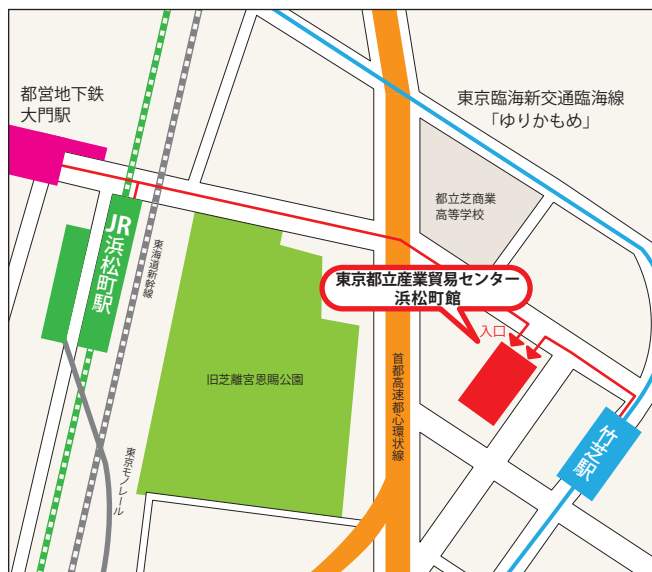 都営地下鉄
大門駅
東京臨海新交通臨海線
「ゆりかもめ」
都立芝商業
高等学校
JR浜松町駅
東海道新幹線
東京都立産業貿易センター
浜松町館
入口
旧芝離宮恩賜公園
首都高速都心環状線
竹芝駅
東京モノレール